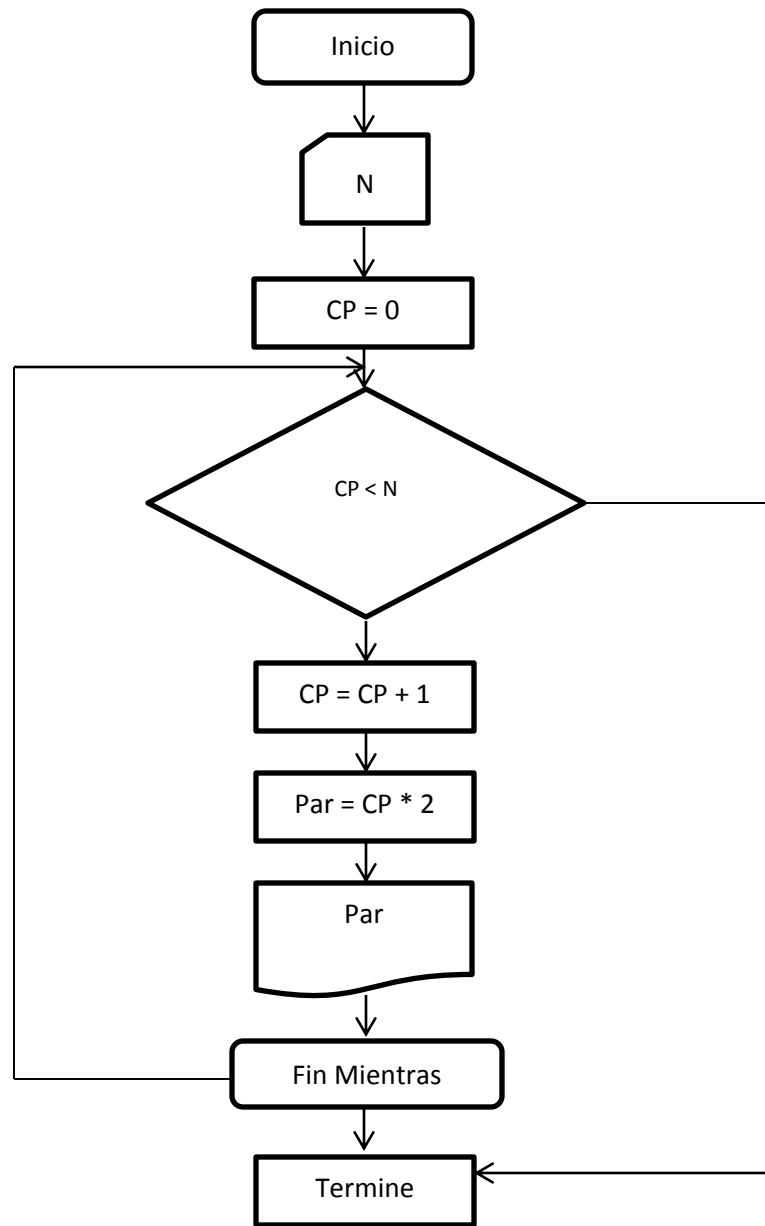 Inicio
N
CP = 0
CP < N
CP = CP + 1
Par = CP * 2
Par
Fin Mientras
Termine